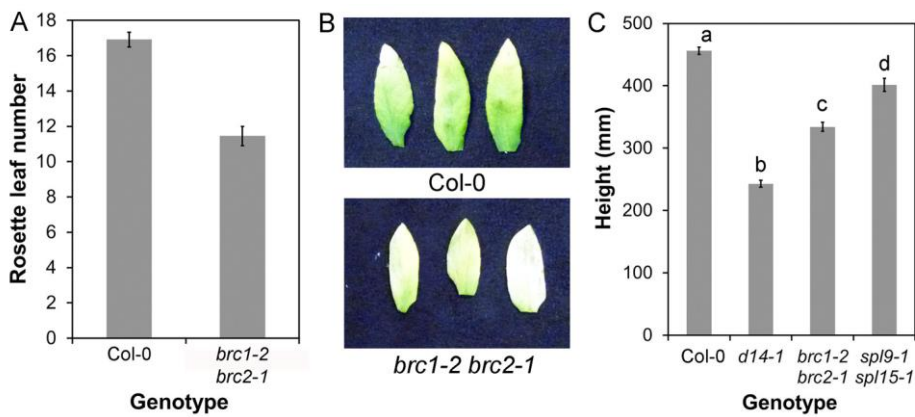 A
Rosette leaf number
18
16
14
12
10
8
6
4
2
0
Col-0
brc1-2
brc2-1
Genotype
B
Col-0
brc1-2 brc2-1
C
Height (mm)
500
400
300
200
100
0
a
b
c
d
Col-0
d14-1
brc1-2
brc2-1
spl9-1
spl15-1
Genotype